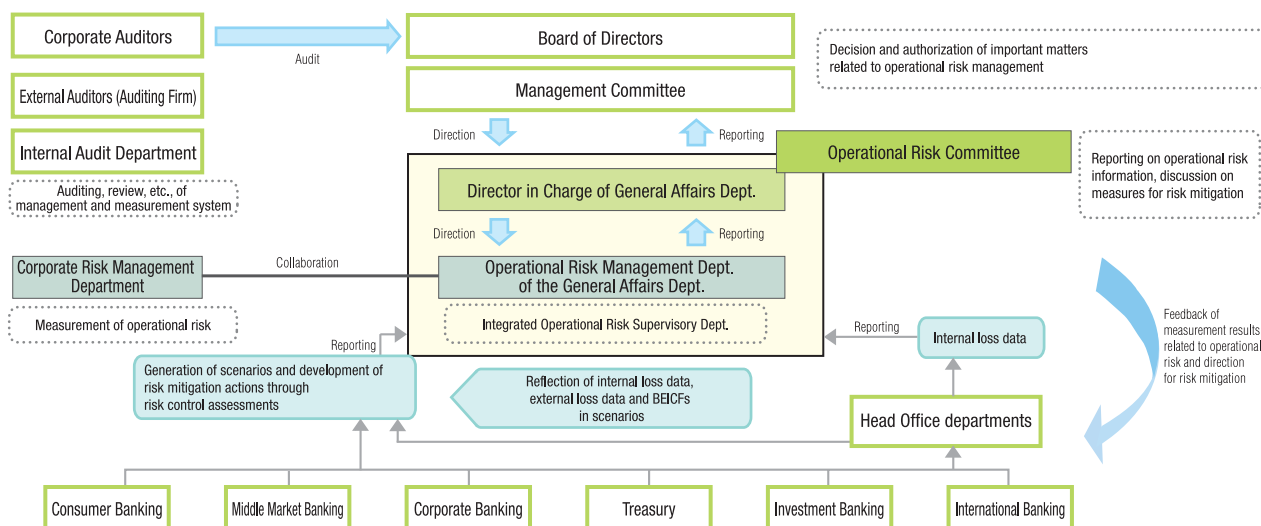 Corporate Auditors
Audit
Board of Directors
Decision and authorization of important matters
related to operational risk management
External Auditors (Auditing Firm)
Management Committee
Internal Audit Department
Direction
Reporting
Operational Risk Committee
Auditing, review, etc., of
management and measurement system
Reporting on operational risk
information, discussion on
measures for risk mitigation
Director in Charge of General Affairs Dept.
Direction
Reporting
Corporate Risk Management
Department
Collaboration
Operational Risk Management Dept.
of the General Affairs Dept.
Measurement of operational risk
Integrated Operational Risk Supervisory Dept.
Reporting
Reporting
Internal loss data
Feedback of
measurement results
related to operational
risk and direction
for risk mitigation
Generation of scenarios and development of
risk mitigation actions through
risk control assessments
Reflection of internal loss data,
external loss data and BEICFs
in scenarios
Head Office departments
Consumer Banking
Middle Market Banking
Corporate Banking
Treasury
Investment Banking
International Banking